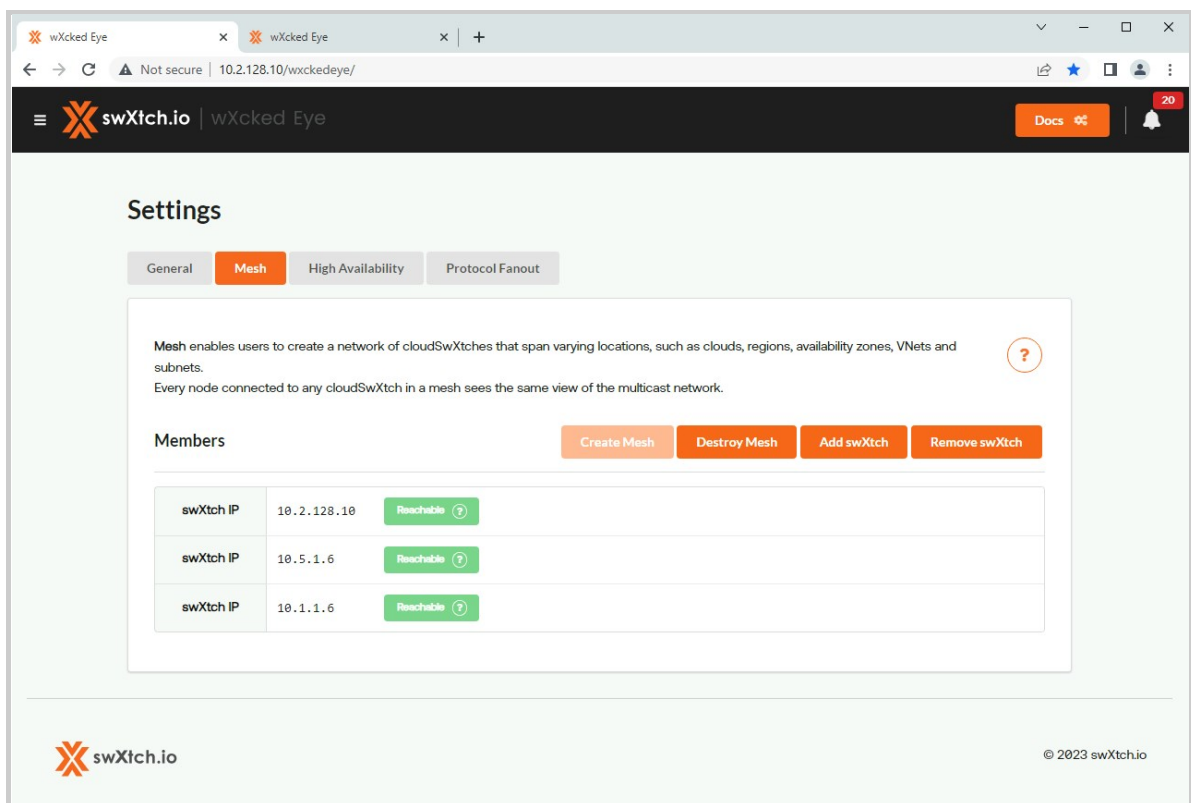 wXcked Eye
wXcked Eye
Not secure | 10.2.128.10/wxckedeye/
swXtch.io | wXcked Eye
Docs
20
Settings
General
Mesh
High Availability
Protocol Fanout
Mesh enables users to create a network of cloudSwXtches that span varying locations, such as clouds, regions, availability zones, VNets and
subnets.
Every node connected to any cloudSwXtch in a mesh sees the same view of the multicast network.
?
Members
Create Mesh
Destroy Mesh
Add swXtch
Remove swXtch
swXtch IP 10.2.128.10 Reachable ?
swXtch IP 10.5.1.6 Reachable ?
swXtch IP 10.1.1.6 Reachable ?
swXtch.io
© 2023 swXtch.io